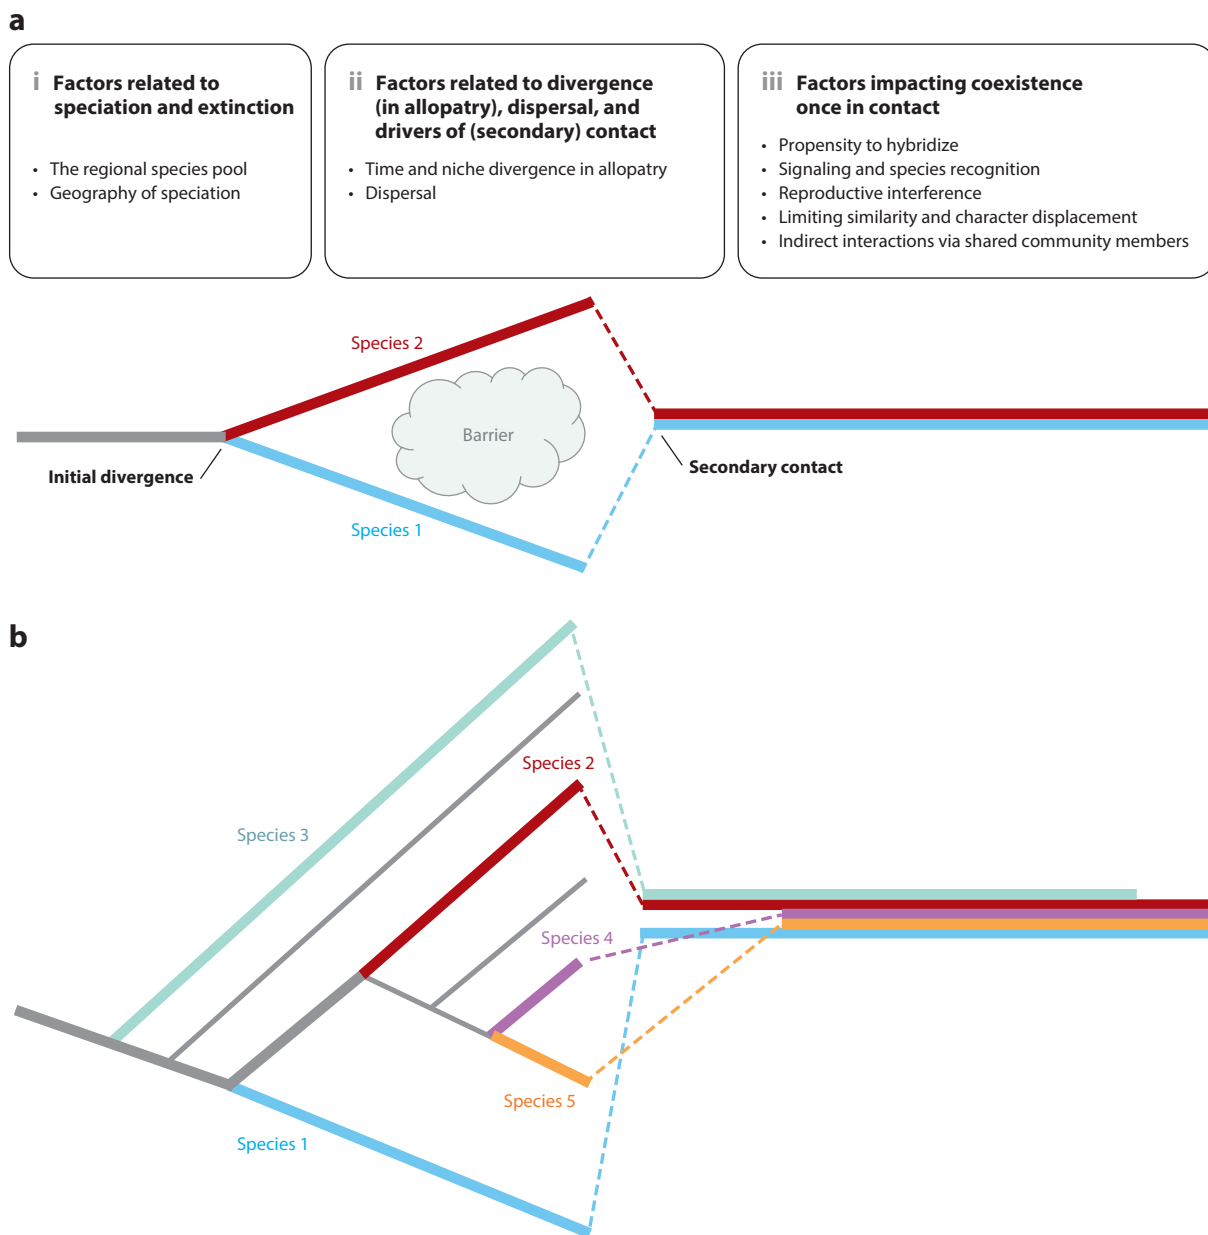 a
i Factors related to
speciation and extinction
• The regional species pool
• Geography of speciation
ii Factors related to divergence
(in allopatry), dispersal, and
drivers of (secondary) contact
• Time and niche divergence in allopatry
• Dispersal
iii Factors impacting coexistence
once in contact
• Propensity to hybridize
• Signaling and species recognition
• Reproductive interference
• Limiting similarity and character displacement
• Indirect interactions via shared community members
Species 2
Barrier
Initial divergence
Secondary contact
Species 1
b
Species 2
Species 3
Species 4
Species 5
Species 1